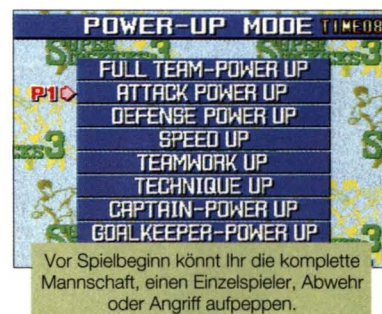 POWER-UP MODE TIME08
FULL TEAM-POWER UP
P1 ATTACK POWER UP
DEFENSE POWER UP
SPEED UP
TEAMWORK UP
TECHNIQUE UP
CAPTAIN-POWER UP
GOALKEEPER-POWER UP
Vor Spielbeginn könnt Ihr die komplette
Mannschaft, einen Einzelspieler, Abwehr
oder Angriff aufpeppen.